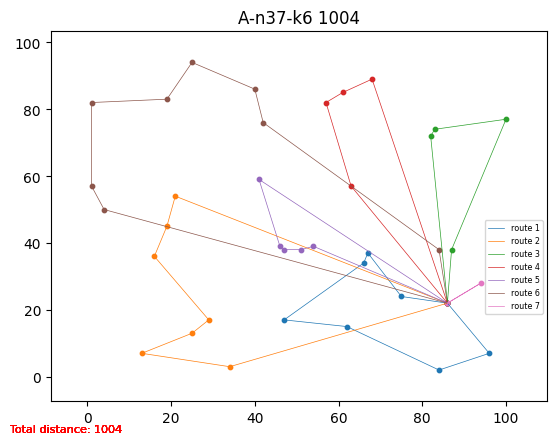 A-n37-k6 1004
100
80
60
40
20
0
0 20 40 60 80 100
route 1
route 2
route 3
route 4
route 5
route 6
route 7
Total distance: 1004